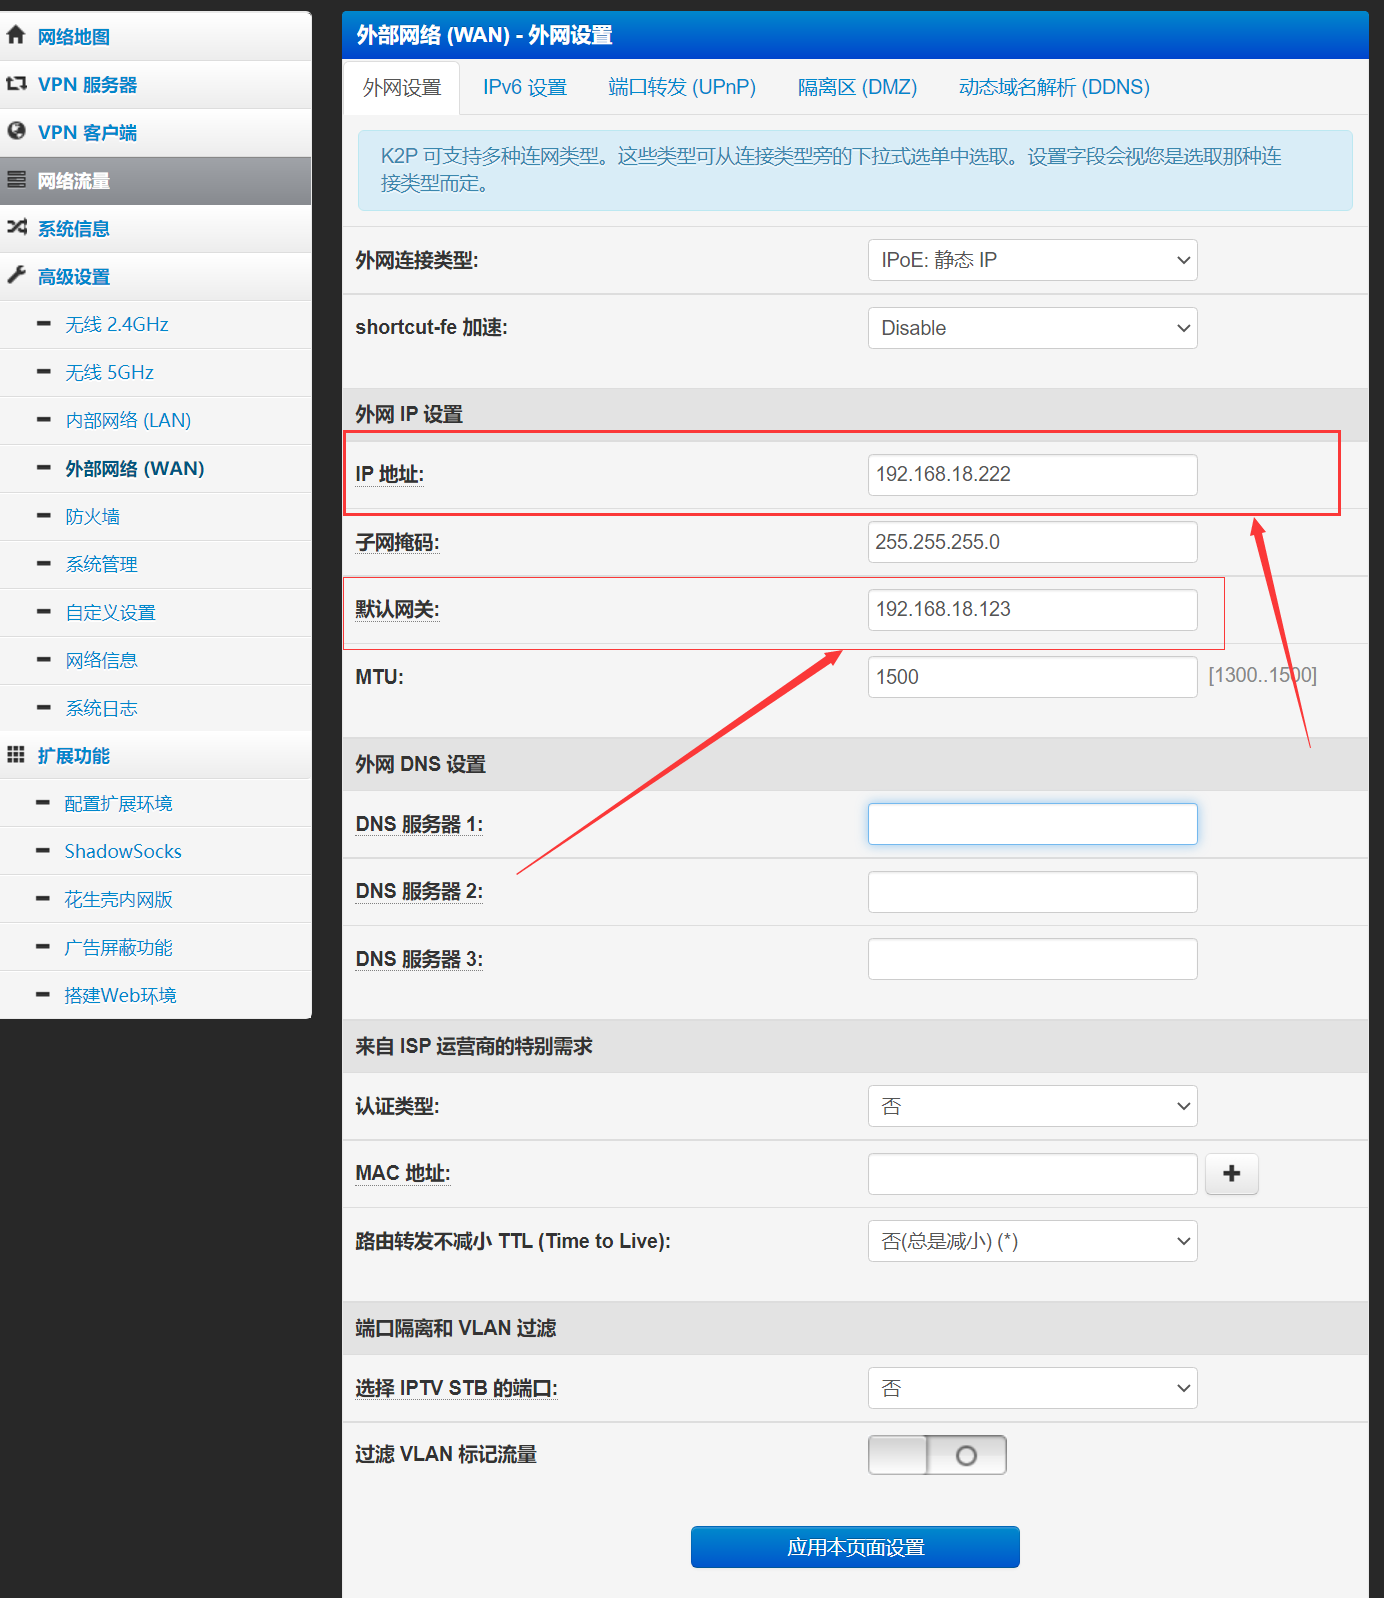 网络地图
VPN 服务器
VPN 客户端
网络流量
系统信息
高级设置
无线 2.4GHz
无线 5GHz
内部网络 (LAN)
外部网络 (WAN)
防火墙
系统管理
自定义设置
网络信息
系统日志
扩展功能
配置扩展环境
ShadowSocks
花生壳内网版
广告屏蔽功能
搭建Web环境
外部网络 (WAN) - 外网设置
外网设置 IPv6 设置 端口转发 (UPnP) 隔离区 (DMZ) 动态域名解析 (DDNS)
K2P 可支持多种连网类型。这些类型可从连接类型旁的下拉式选单中选取。设置字段会视您是选取那种连
接类型而定。
外网连接类型: IPoE: 静态 IP
shortcut-fe 加速: Disable
外网 IP 设置
IP 地址: 192.168.18.222
子网掩码: 255.255.255.0
默认网关: 192.168.18.123
MTU: 1500 [1300..1500]
外网 DNS 设置
DNS 服务器 1:
DNS 服务器 2:
DNS 服务器 3:
来自 ISP 运营商的特别需求
认证类型: 否
MAC 地址:
路由转发不减小 TTL (Time to Live): 否(总是减小) (*)
端口隔离和 VLAN 过滤
选择 IPTV STB 的端口: 否
过滤 VLAN 标记流量
应用本页面设置